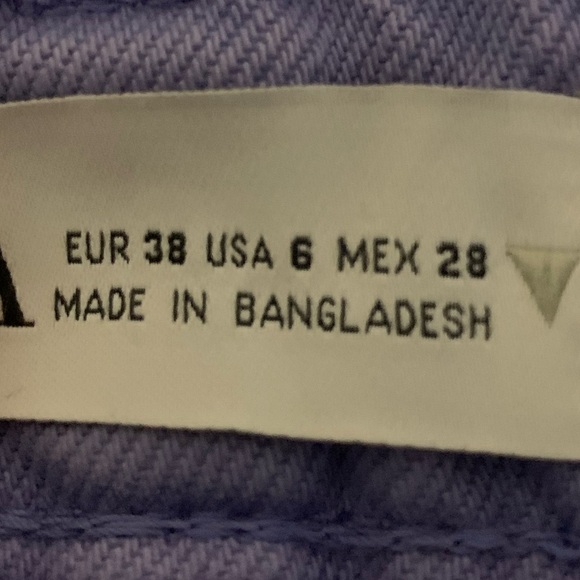 A EUR 38 USA 6 MEX 28
MADE IN BANGLADESH